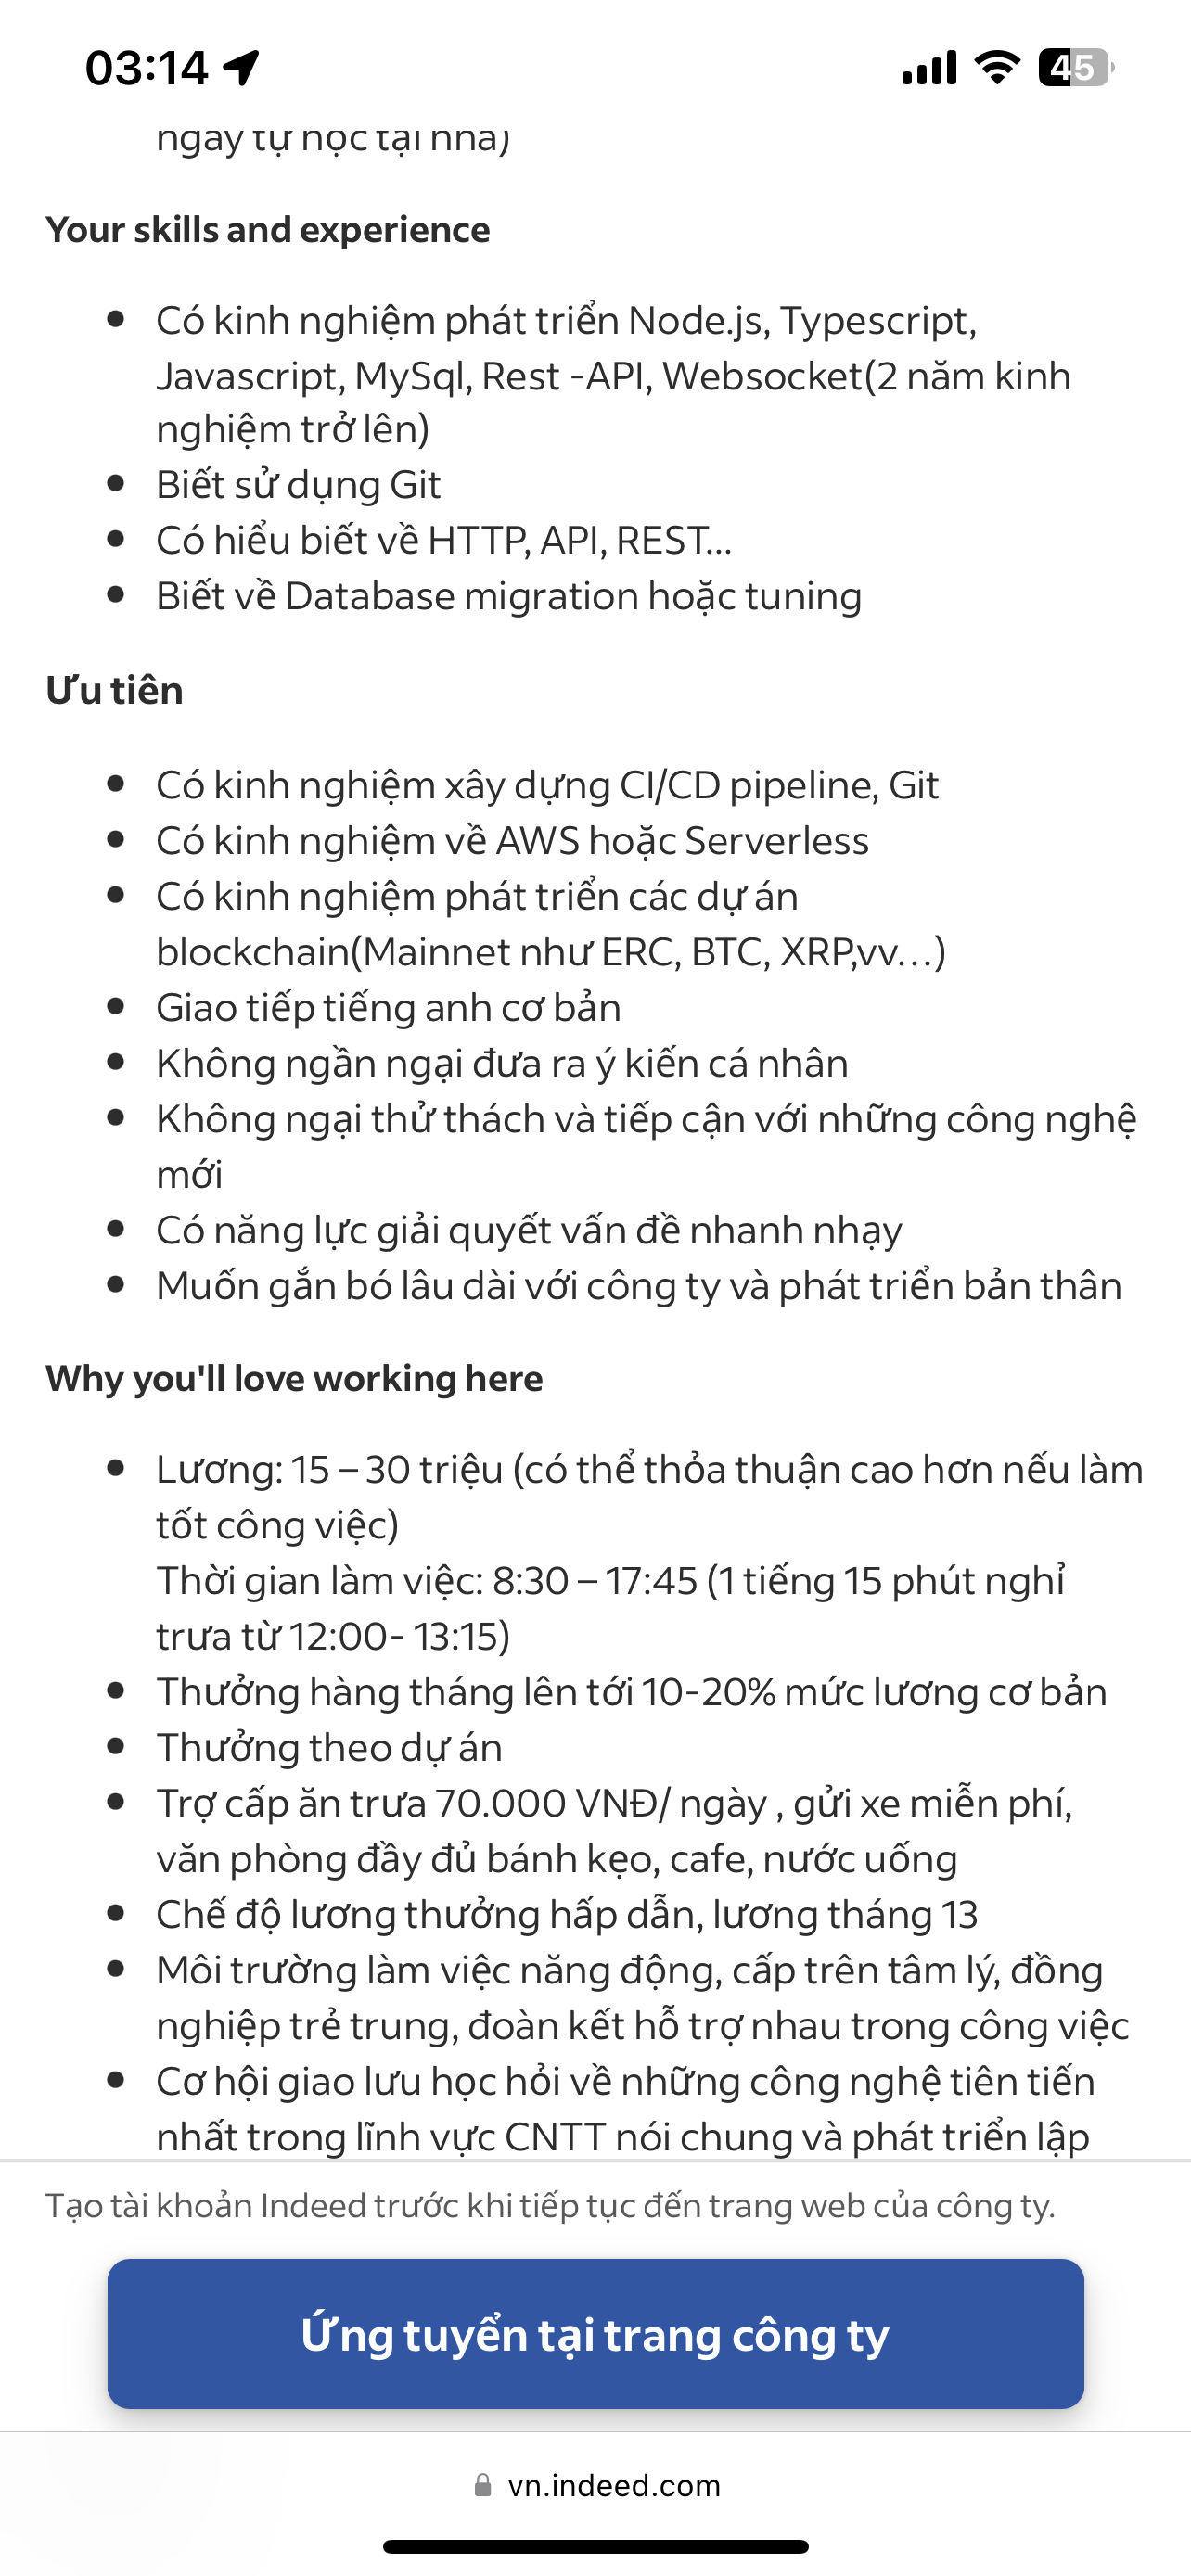 03:14
45
ngày tự học tại nhà)
Your skills and experience
Có kinh nghiệm phát triển Node.js, Typescript,
Javascript, MySql, Rest -API, Websocket(2 năm kinh
nghiệm trở lên)
Biết sử dụng Git
Có hiểu biết về HTTP, API, REST...
Biết về Database migration hoặc tuning
Ưu tiên
Có kinh nghiệm xây dựng CI/CD pipeline, Git
Có kinh nghiệm về AWS hoặc Serverless
Có kinh nghiệm phát triển các dự án
blockchain(Mainnet như ERC, BTC, XRP,vv...)
Giao tiếp tiếng anh cơ bản
Không ngần ngại đưa ra ý kiến cá nhân
Không ngại thử thách và tiếp cận với những công nghệ
mới
Có năng lực giải quyết vấn đề nhanh nhạy
Muốn gắn bó lâu dài với công ty và phát triển bản thân
Why you'll love working here
Lương: 15 – 30 triệu (có thể thỏa thuận cao hơn nếu làm
tốt công việc)
Thời gian làm việc: 8:30 – 17:45 (1 tiếng 15 phút nghỉ
trưa từ 12:00- 13:15)
Thưởng hàng tháng lên tới 10-20% mức lương cơ bản
Thưởng theo dự án
Trợ cấp ăn trưa 70.000 VNĐ/ ngày , gửi xe miễn phí,
văn phòng đầy đủ bánh kẹo, cafe, nước uống
Chế độ lương thưởng hấp dẫn, lương tháng 13
Môi trường làm việc năng động, cấp trên tâm lý, đồng
nghiệp trẻ trung, đoàn kết hỗ trợ nhau trong công việc
Cơ hội giao lưu học hỏi về những công nghệ tiên tiến
nhất trong lĩnh vực CNTT nói chung và phát triển lập
Tạo tài khoản Indeed trước khi tiếp tục đến trang web của công ty.
Ứng tuyển tại trang công ty
vn.indeed.com